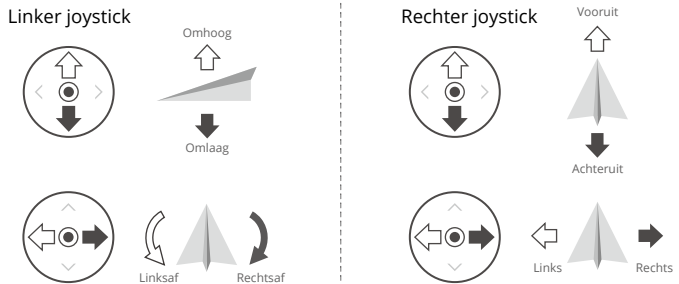 Linker joystick
Omhoog
Omlaag
Linksaf
Rechtsaf
Rechter joystick
Vooruit
Achteruit
Links
Rechts